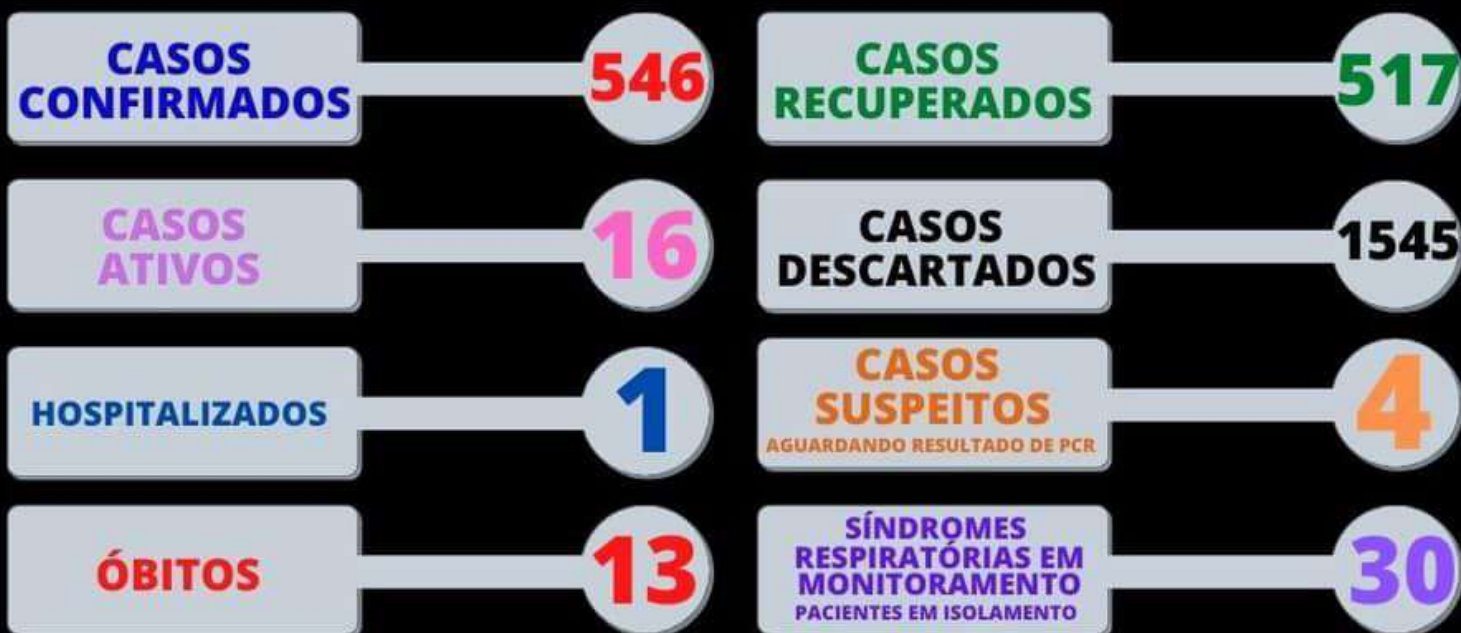 CASOS
CONFIRMADOS
546
CASOS
RECUPERADOS
517
CASOS
ATIVOS
16
CASOS
DESCARTADOS
1545
HOSPITALIZADOS
1
CASOS
SUSPEITOS
AGUARDANDO RESULTADO DE PCR
4
ÓBITOS
13
SÍNDROMES
RESPIRATÓRIAS EM
MONITORAMENTO
PACIENTES EM ISOLAMENTO
30